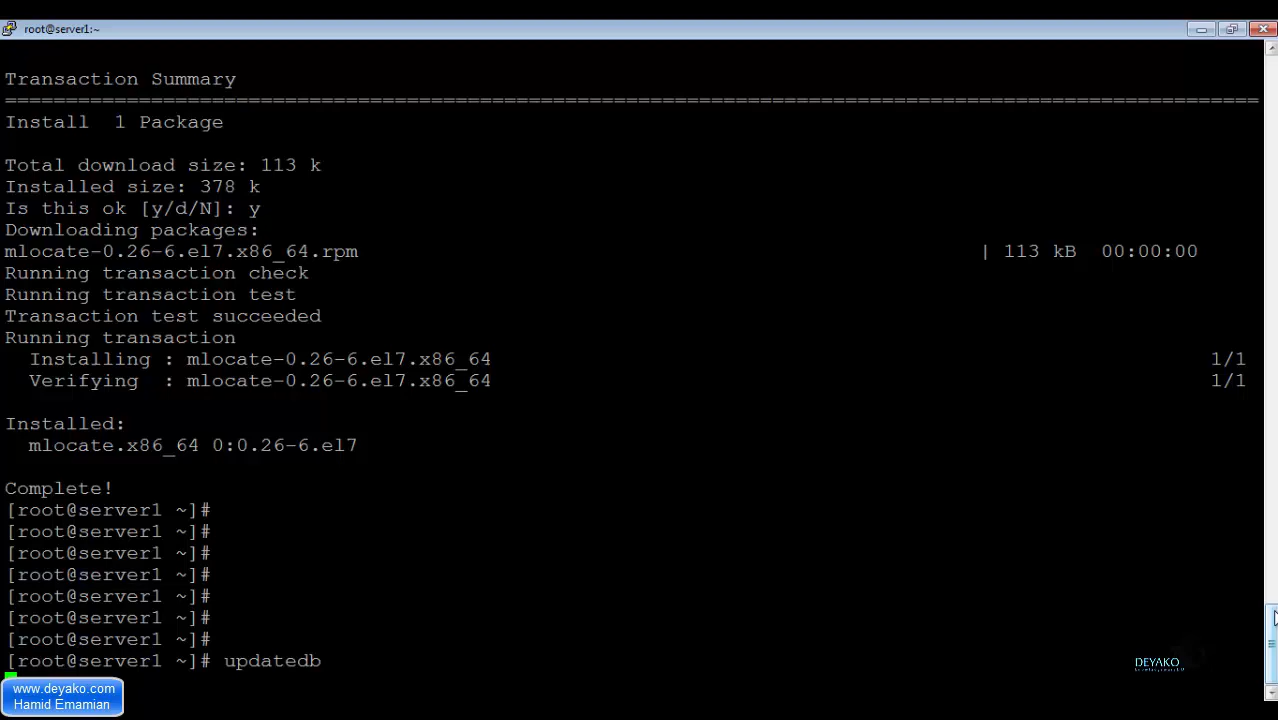 root@server1:~
Transaction Summary
================================================================================
Install  1 Package
Total download size: 113 k
Installed size: 378 k
Is this ok [y/d/N]: y
Downloading packages:
mlocate-0.26-6.el7.x86_64.rpm | 113 kB  00:00:00
Running transaction check
Running transaction test
Transaction test succeeded
Running transaction
  Installing : mlocate-0.26-6.el7.x86_64 1/1
  Verifying  : mlocate-0.26-6.el7.x86_64 1/1
Installed:
  mlocate.x86_64 0:0.26-6.el7
Complete!
[root@server1 ~]#
[root@server1 ~]#
[root@server1 ~]#
[root@server1 ~]#
[root@server1 ~]#
[root@server1 ~]#
[root@server1 ~]#
[root@server1 ~]# updatedb
DEYAKO
www.deyako.com
Hamid Emamian